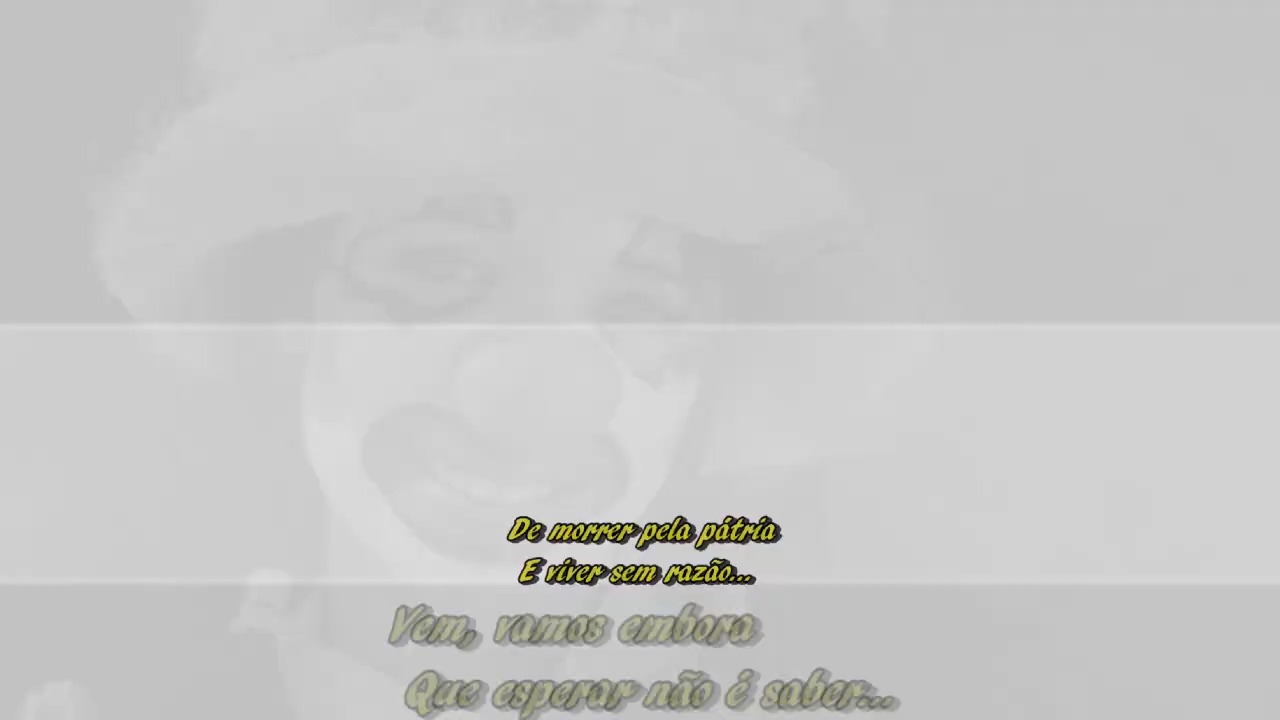 De morrer pela pátria
E viver sem razão...
Vem, vamos embora
Que esperar não é saber...